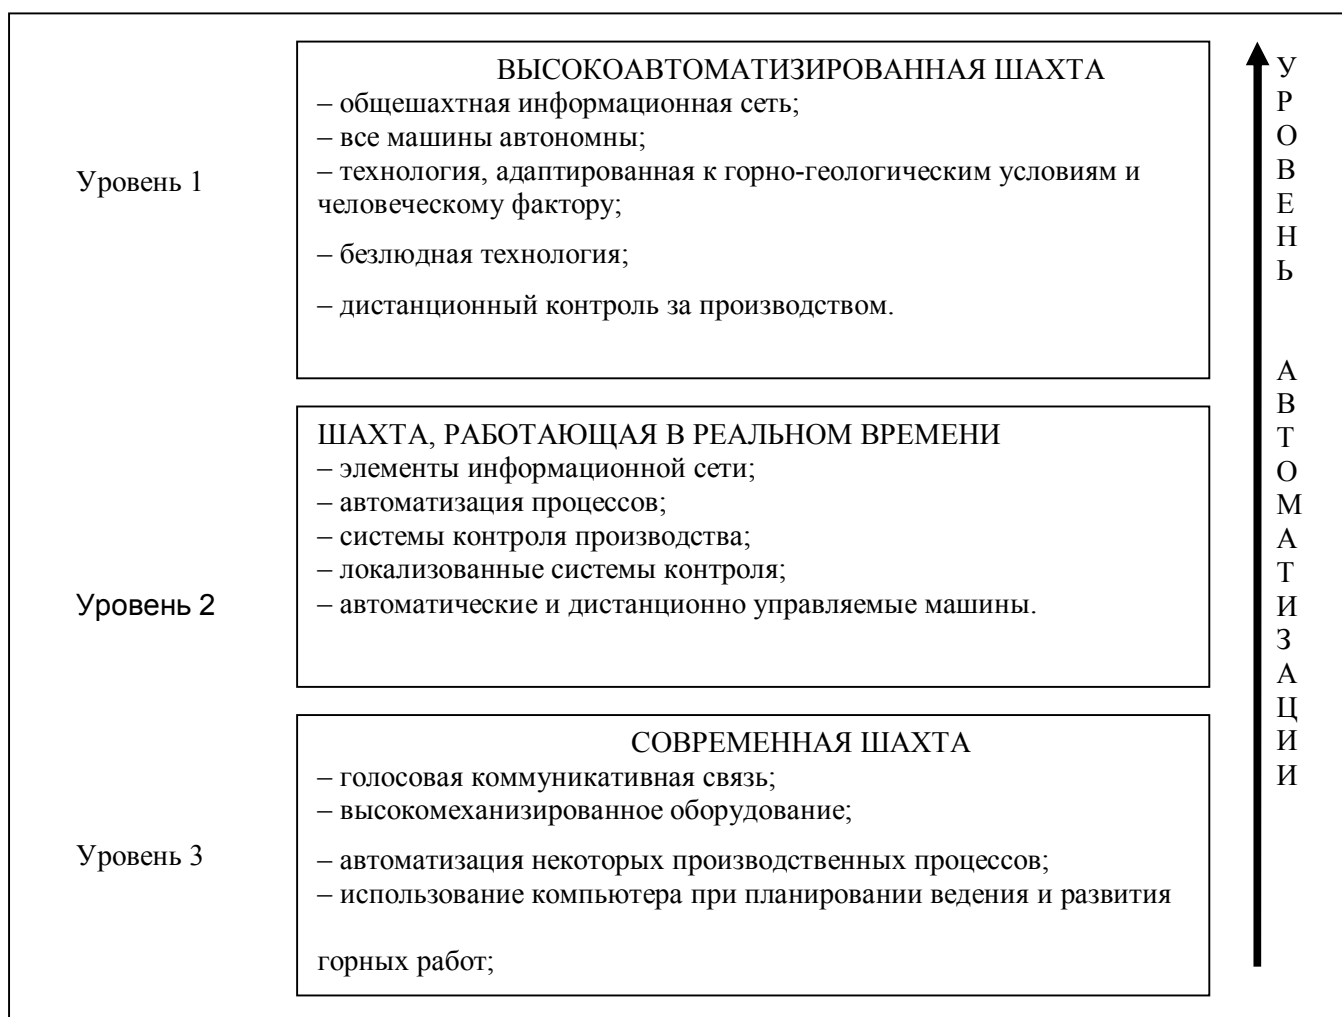 ВЫСОКОАВТОМАТИЗИРОВАННАЯ ШАХТА
– общешахтная информационная сеть;
– все машины автономны;
– технология, адаптированная к горно-геологическим условиям и
человеческому фактору;
– безлюдная технология;
– дистанционный контроль за производством.
Уровень 1
ШАХТА, РАБОТАЮЩАЯ В РЕАЛЬНОМ ВРЕМЕНИ
– элементы информационной сети;
– автоматизация процессов;
– системы контроля производства;
– локализованные системы контроля;
– автоматические и дистанционно управляемые машины.
Уровень 2
СОВРЕМЕННАЯ ШАХТА
– голосовая коммуникативная связь;
– высокомеханизированное оборудование;
– автоматизация некоторых производственных процессов;
– использование компьютера при планировании ведения и развития
горных работ;
Уровень 3
УРОВЕНЬ АВТОМАТИЗАЦИИ